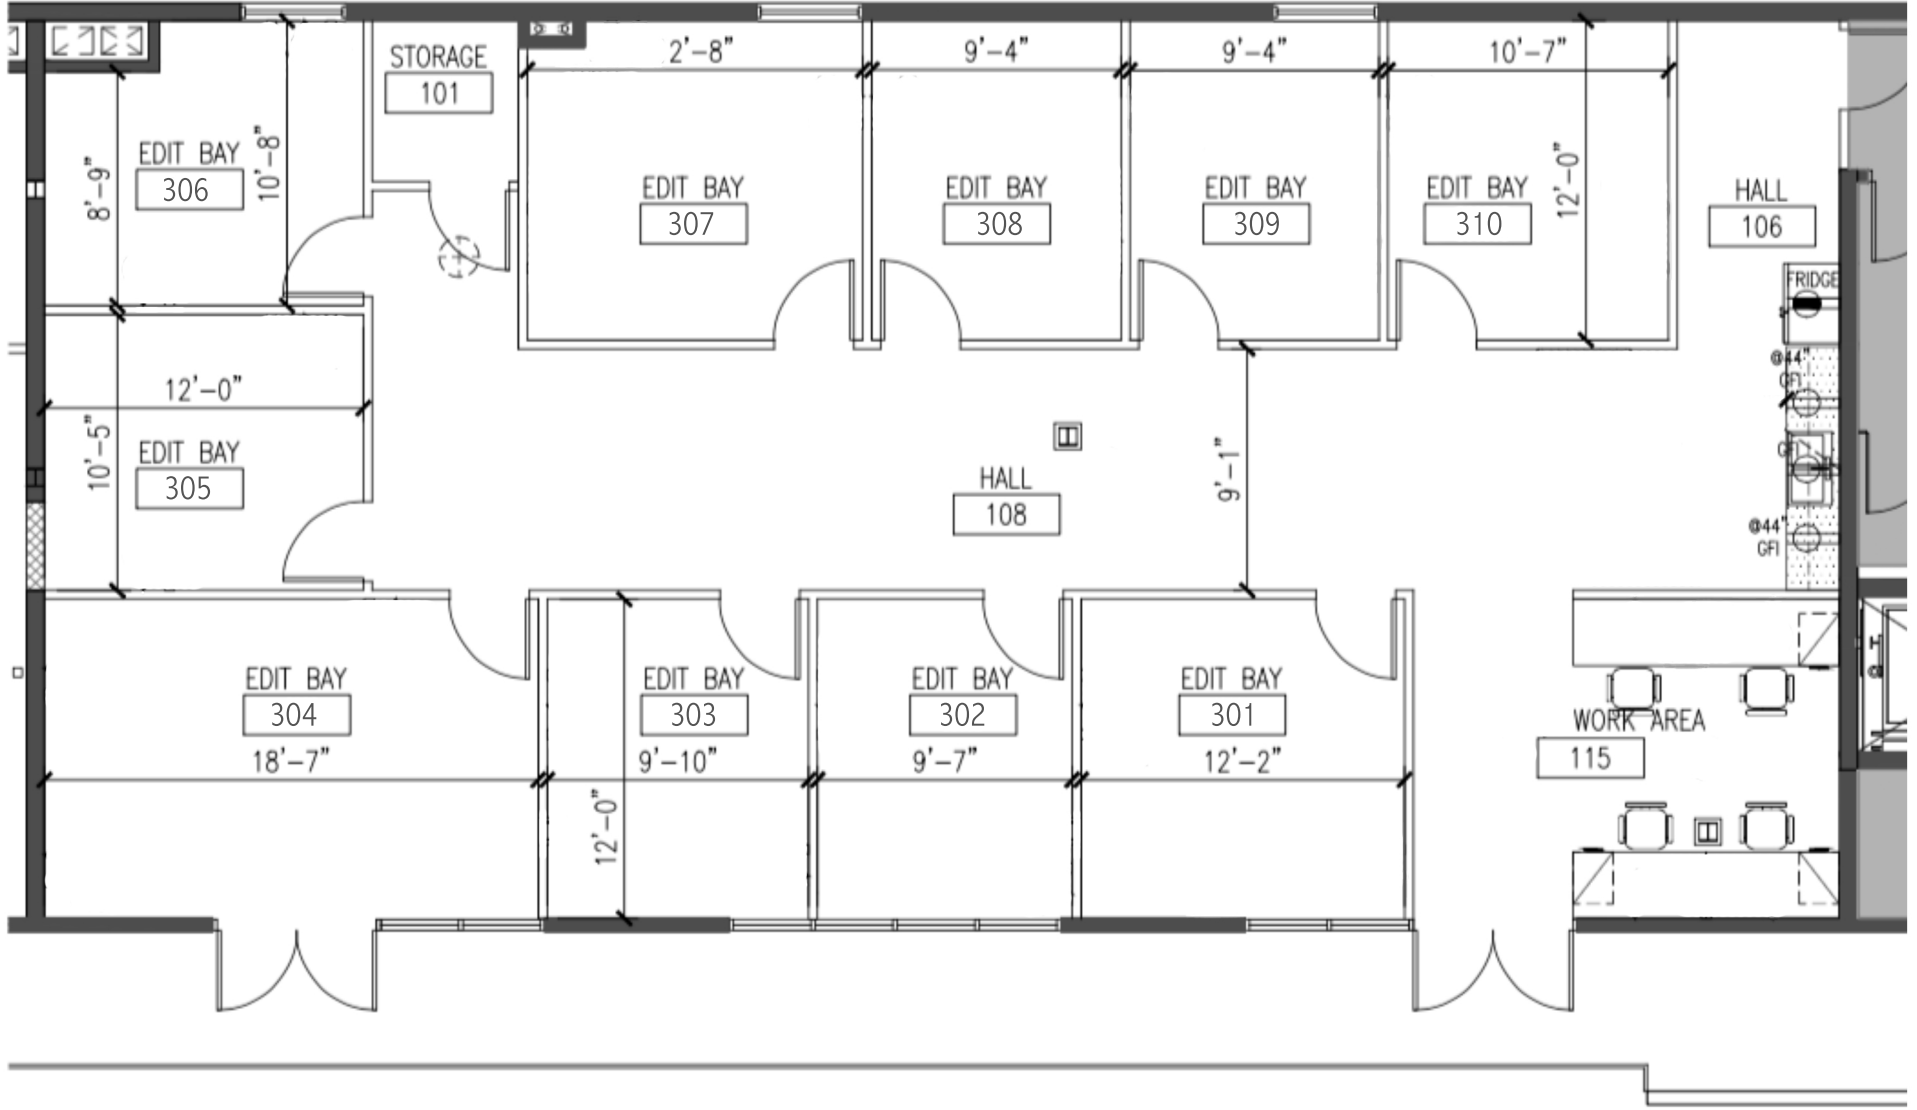 STORAGE
101
2'-8"
9'-4"
9'-4"
10'-7"
EDIT BAY
306
8'-9"
10'-8"
EDIT BAY
307
EDIT BAY
308
EDIT BAY
309
EDIT BAY
310
12'-0"
HALL
106
FRIDGE
@44"
GFI
12'-0"
10'-5"
EDIT BAY
305
HALL
108
9'-1"
GFI
@44"
GFI
EDIT BAY
304
18'-7"
EDIT BAY
303
9'-10"
12'-0"
EDIT BAY
302
9'-7"
EDIT BAY
301
12'-2"
WORK AREA
115